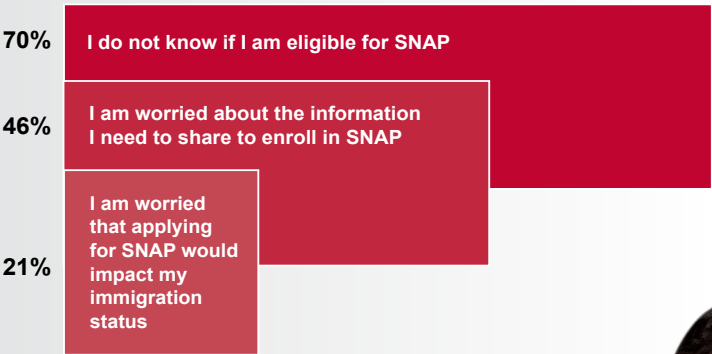 70%
I do not know if I am eligible for SNAP
46%
I am worried about the information
I need to share to enroll in SNAP
21%
I am worried
that applying
for SNAP would
impact my
immigration
status